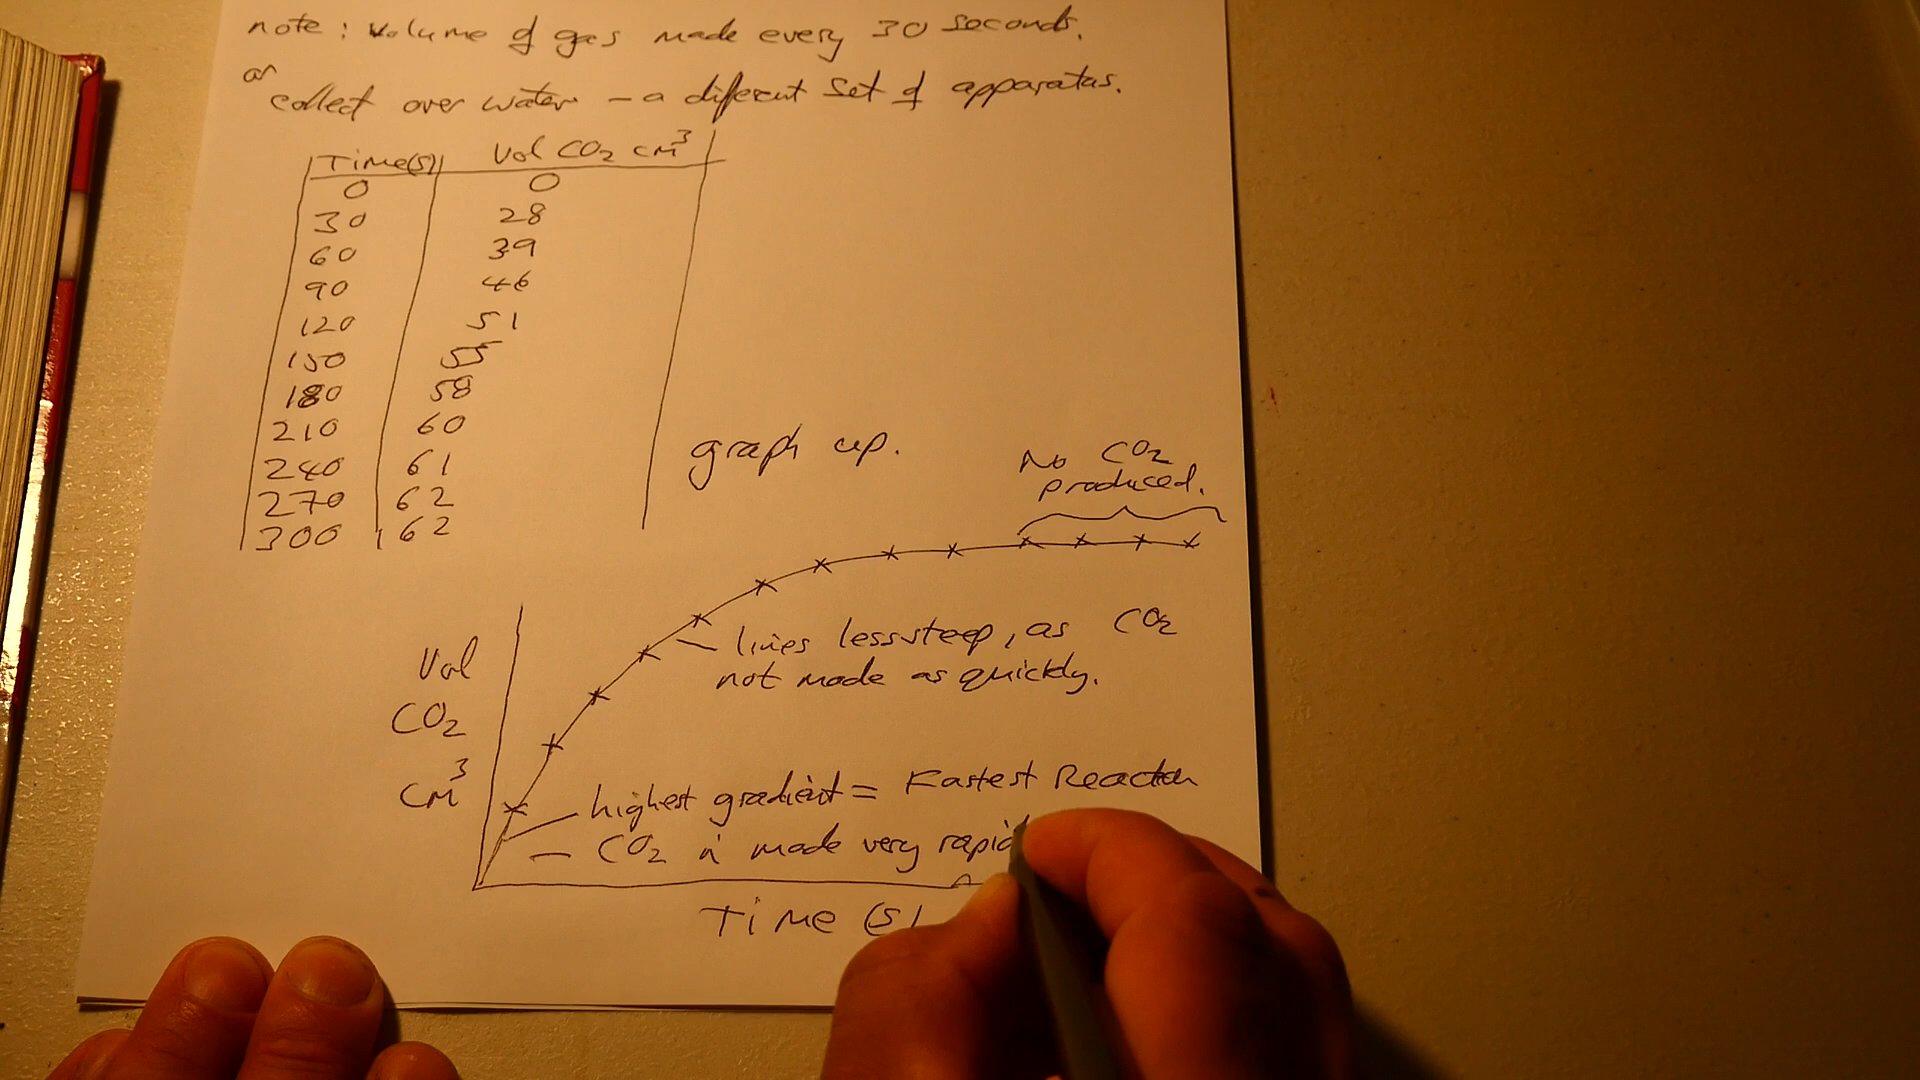 note : volume of gas made every 30 seconds.
or
collect over water - a different set of apparatus.
Time(s) Vol CO2 cm3
0 0
30 28
60 39
90 46
120 51
150 55
180 58
210 60
240 61
270 62
300 62
graph up.
No CO2
produced.
lines less steep, as CO2
not made as quickly.
Vol
CO2
cm3
highest gradient = Fastest Reaction
- CO2 is made very rapid
Time (s)